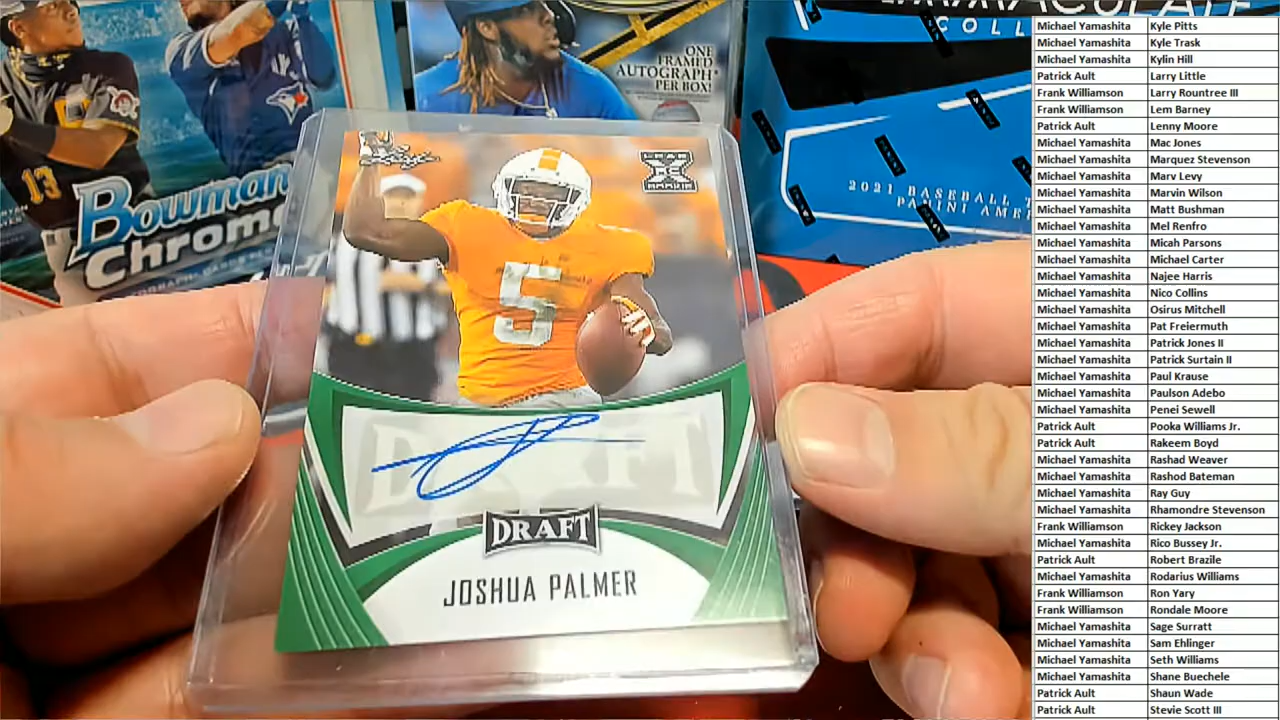 13
Bowman
Chrome
ONE
FRAMED
AUTOGRAPH*
PER BOX!
COLL
2021 BASEBALL T
PANINI AME
Leaf
LEAF
RC
ROOKIE
5
DRAFT
DRAFT
JOSHUA PALMER
Michael Yamashita Kyle Pitts
Michael Yamashita Kyle Trask
Michael Yamashita Kylin Hill
Patrick Ault Larry Little
Frank Williamson Larry Rountree III
Frank Williamson Lem Barney
Patrick Ault Lenny Moore
Michael Yamashita Mac Jones
Michael Yamashita Marquez Stevenson
Michael Yamashita Marv Levy
Michael Yamashita Marvin Wilson
Michael Yamashita Matt Bushman
Michael Yamashita Mel Renfro
Michael Yamashita Micah Parsons
Michael Yamashita Michael Carter
Michael Yamashita Najee Harris
Michael Yamashita Nico Collins
Michael Yamashita Osirus Mitchell
Michael Yamashita Pat Freiermuth
Michael Yamashita Patrick Jones II
Michael Yamashita Patrick Surtain II
Michael Yamashita Paul Krause
Michael Yamashita Paulson Adebo
Michael Yamashita Penei Sewell
Patrick Ault Pooka Williams Jr.
Patrick Ault Rakeem Boyd
Michael Yamashita Rashad Weaver
Michael Yamashita Rashod Bateman
Michael Yamashita Ray Guy
Michael Yamashita Rhamondre Stevenson
Frank Williamson Rickey Jackson
Michael Yamashita Rico Bussey Jr.
Patrick Ault Robert Brazile
Michael Yamashita Rodarius Williams
Frank Williamson Ron Yary
Frank Williamson Rondale Moore
Michael Yamashita Sage Surratt
Michael Yamashita Sam Ehlinger
Michael Yamashita Seth Williams
Michael Yamashita Shane Buechele
Patrick Ault Shaun Wade
Patrick Ault Stevie Scott III